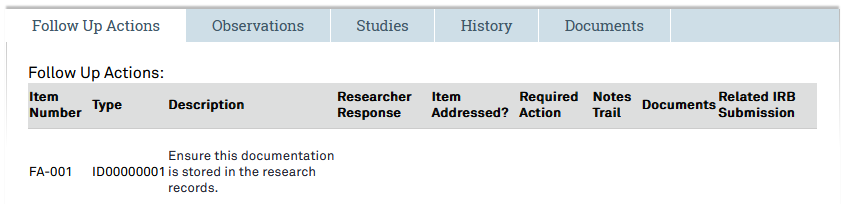 Follow Up Actions Observations Studies History Documents
Follow Up Actions:
Item Number Type Description Researcher Response Item Addressed? Required Action Notes Trail Documents Related IRB Submission
FA-001 ID00000001 Ensure this documentation
is stored in the research
records.